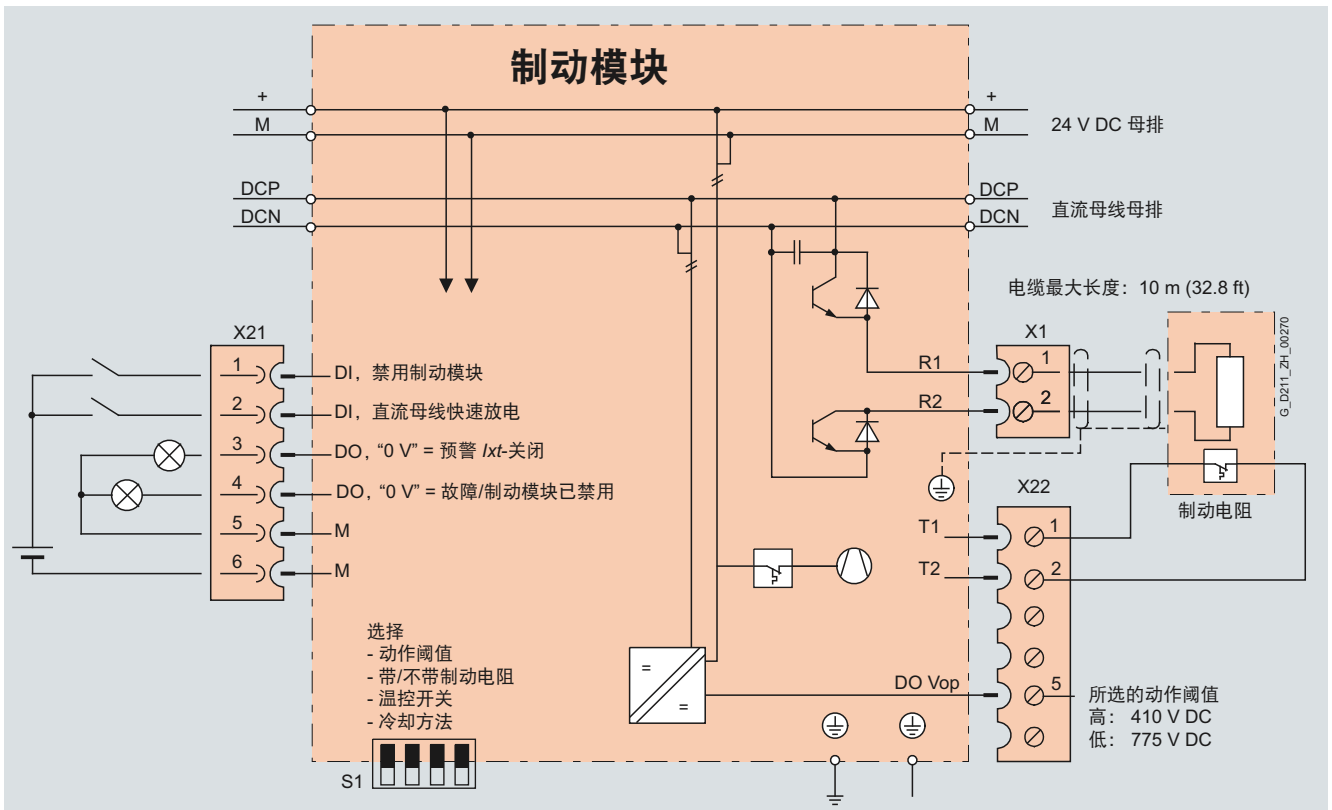 制动模块
+
M
+
M
24 V DC 母排
DCP
DCN
DCP
DCN
直流母线母排
电缆最大长度：10 m (32.8 ft)
X21
1
DI，禁用制动模块
2
DI，直流母线快速放电
3
DO，“0 V” = 预警 Ixt-关闭
4
DO，“0 V” = 故障/制动模块已禁用
5
M
6
M
X1
R1
1
R2
2
制动电阻
G_D211_ZH_00270
X22
T1
1
T2
2
DO Vop
5
所选的动作阈值
高： 410 V DC
低： 775 V DC
=
=
选择
- 动作阈值
- 带/不带制动电阻
- 温控开关
- 冷却方法
S1